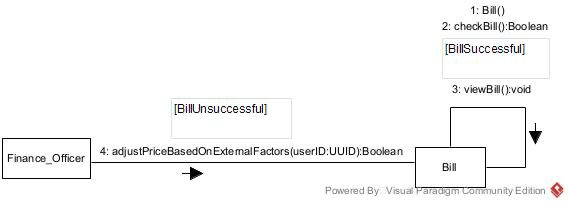 1: Bill()
2: checkBill():Boolean
[BillSuccessful]
3: viewBill():void
[BillUnsuccessful]
4: adjustPriceBasedOnExternalFactors(userID:UUID):Boolean
Finance_Officer
Bill
Powered By Visual Paradigm Community Edition